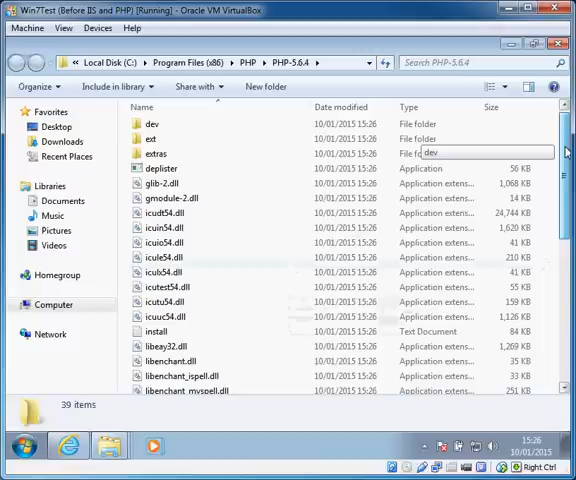 Win7Test (Before IIS and PHP) [Running] - Oracle VM VirtualBox
Machine View Devices Help
Local Disk (C:) Program Files (x86) PHP PHP-5.6.4 Search PHP-5.6.4
Organize Include in library Share with New folder
Name Date modified Type Size
Favorites
Desktop
Downloads
Recent Places
Libraries
Documents
Music
Pictures
Videos
Homegroup
Computer
Network
dev 10/01/2015 15:26 File folder
ext 10/01/2015 15:26 File folder
extras 10/01/2015 15:26 File fo
dev
deplister 10/01/2015 15:26 Application 56 KB
glib-2.dll 10/01/2015 15:26 Application extens... 1,068 KB
gmodule-2.dll 10/01/2015 15:26 Application extens... 14 KB
icudt54.dll 10/01/2015 15:26 Application extens... 24,744 KB
icuin54.dll 10/01/2015 15:26 Application extens... 1,620 KB
icuio54.dll 10/01/2015 15:26 Application extens... 41 KB
icule54.dll 10/01/2015 15:26 Application extens... 210 KB
iculx54.dll 10/01/2015 15:26 Application extens... 41 KB
icutest54.dll 10/01/2015 15:26 Application extens... 55 KB
icutu54.dll 10/01/2015 15:26 Application extens... 159 KB
icuuc54.dll 10/01/2015 15:26 Application extens... 1,126 KB
install 10/01/2015 15:26 Text Document 84 KB
libeay32.dll 10/01/2015 15:26 Application extens... 1,269 KB
libenchant.dll 10/01/2015 15:26 Application extens... 35 KB
libenchant_ispell.dll 10/01/2015 15:26 Application extens... 33 KB
libenchant_myspell.dll 10/01/2015 15:26 Application extens... 251 KB
39 items
15:26
10/01/2015
Right Ctrl